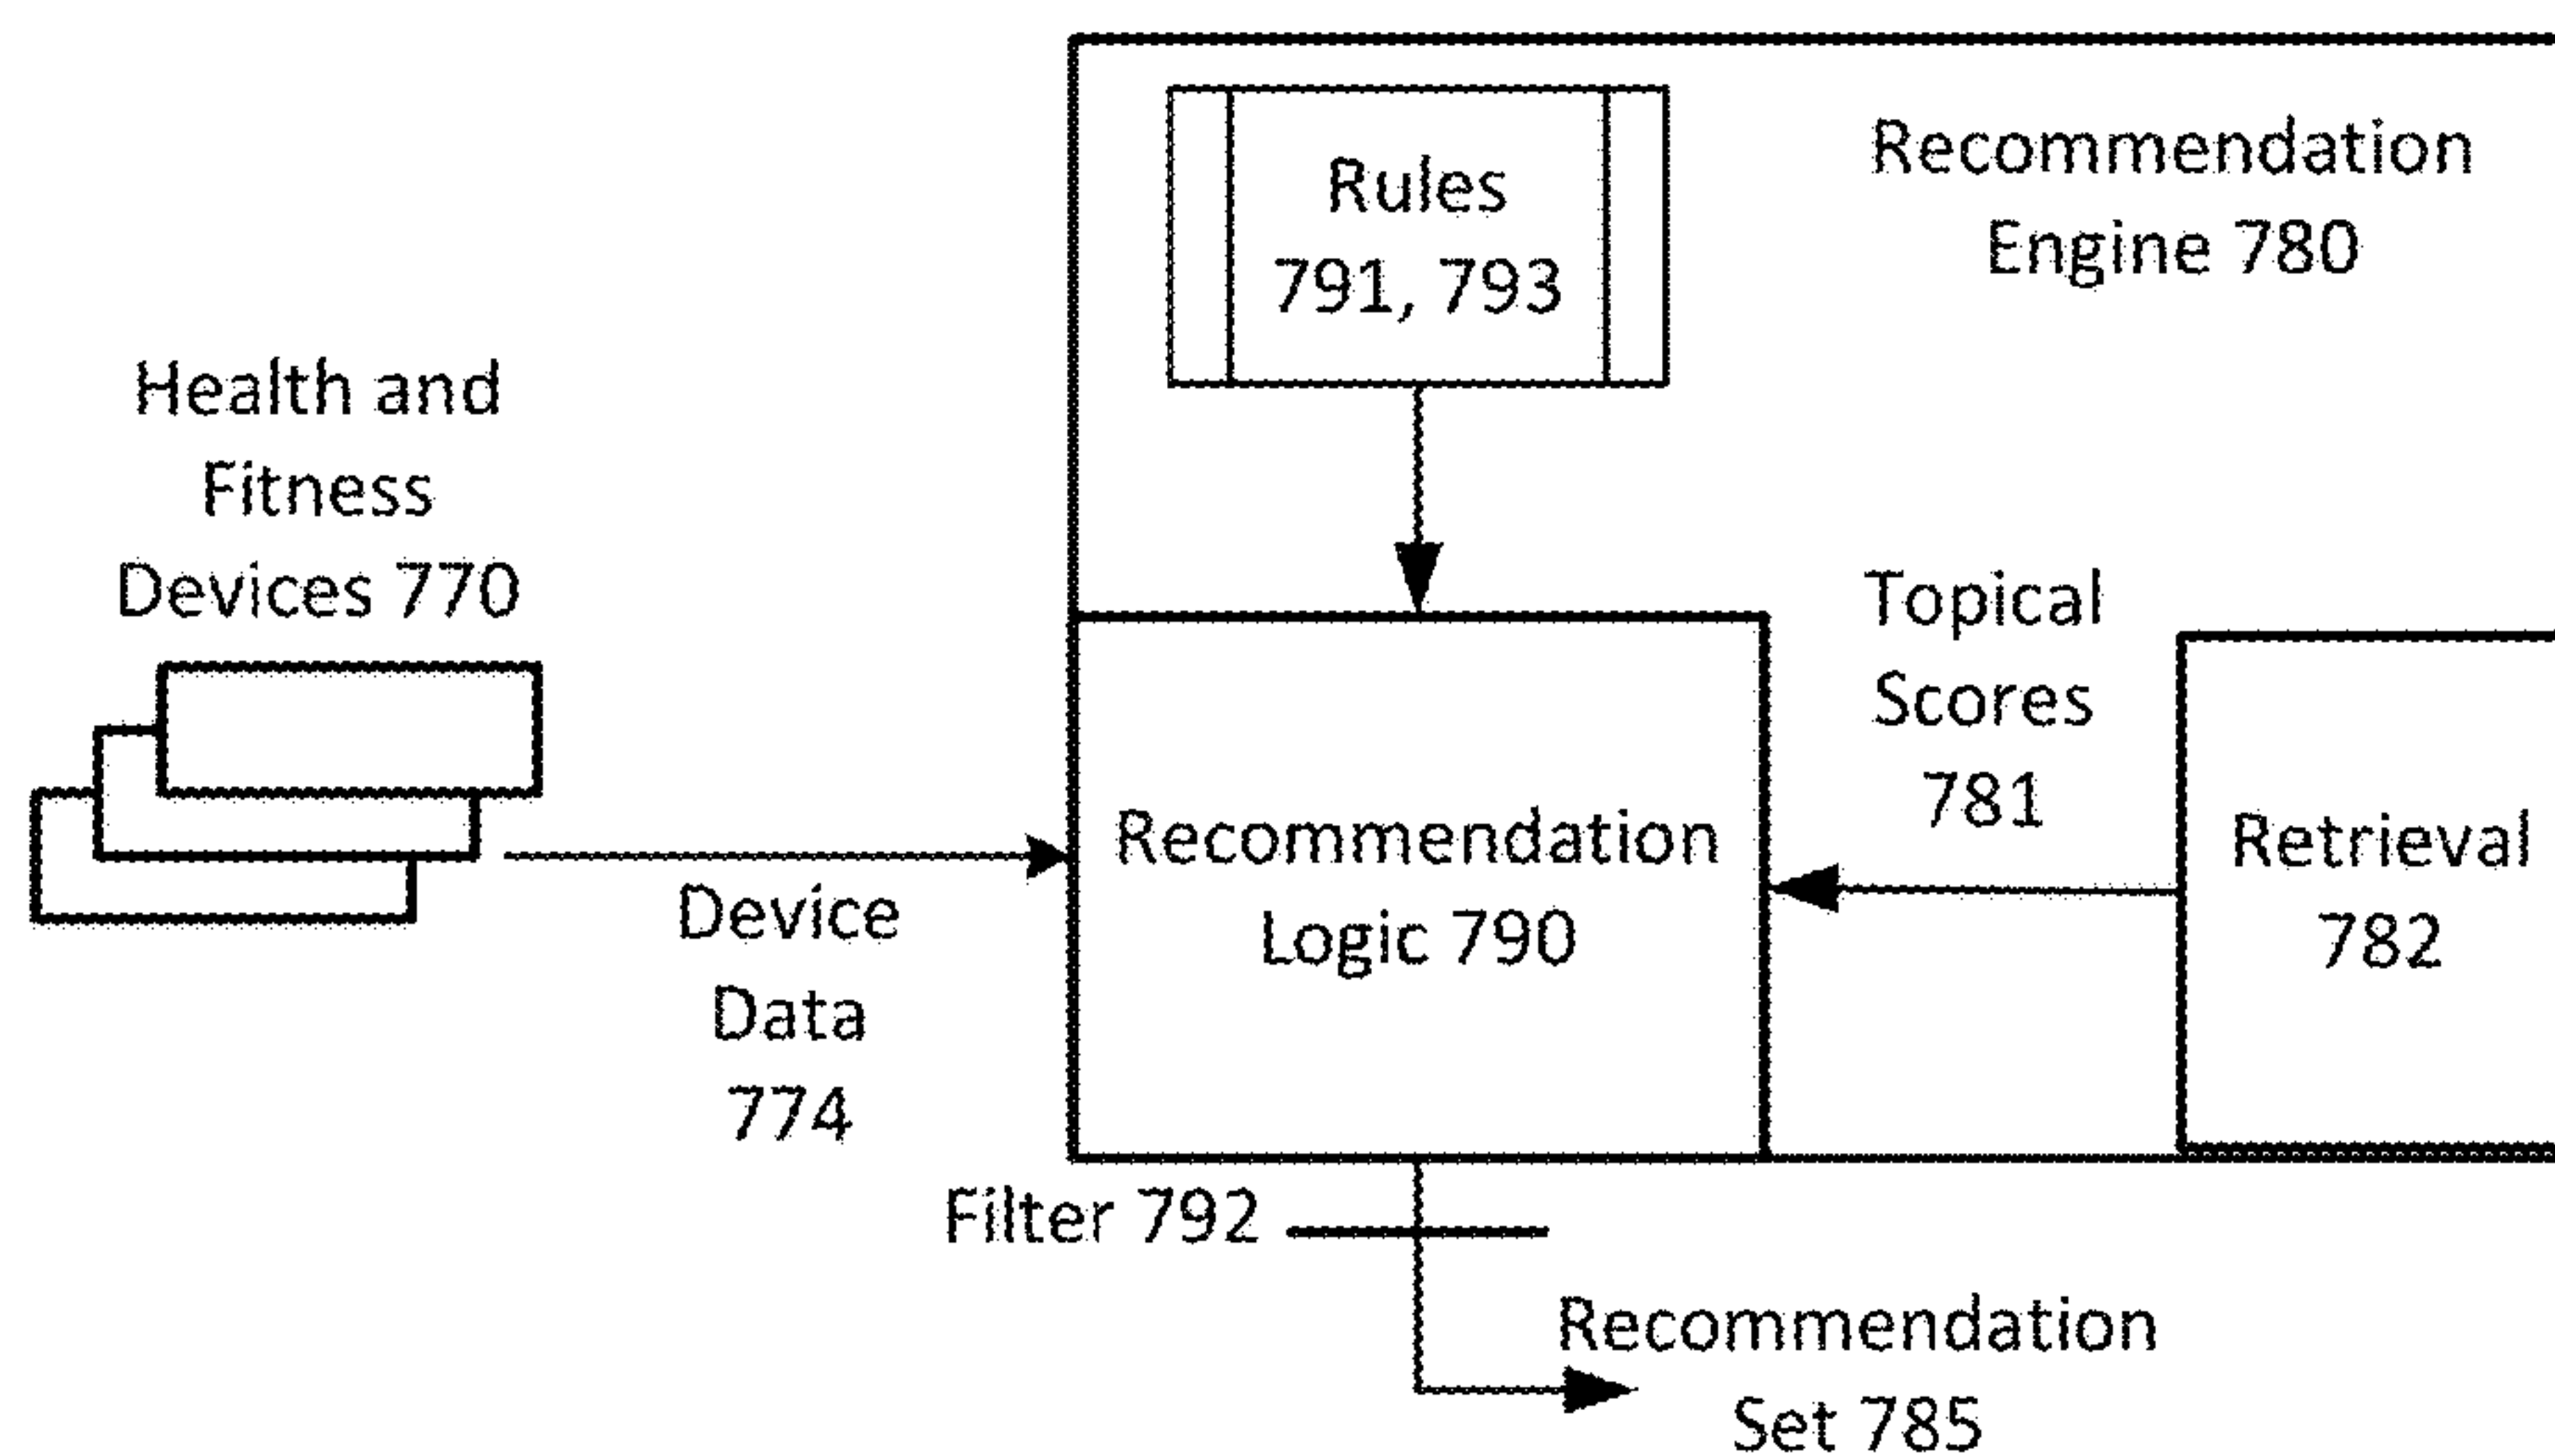 Rules
791, 793
Recommendation
Engine 780
Health and
Fitness
Devices 770
Topical
Scores
781
Recommendation
Logic 790
Retrieval
782
Device
Data
774
Filter 792
Recommendation
Set 785